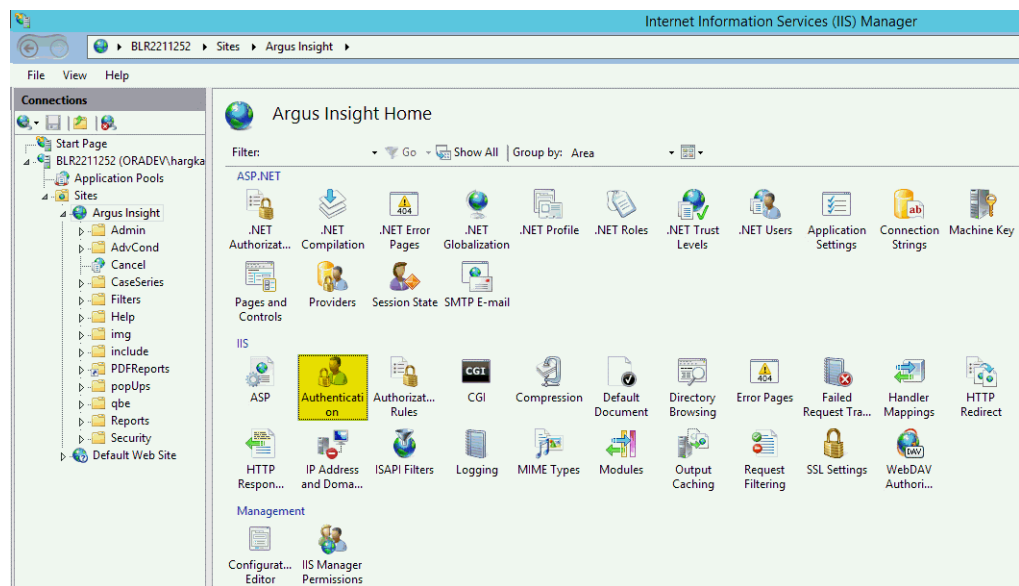 Internet Information Services (IIS) Manager
BLR2211252 Sites Argus Insight
File View Help
Connections
Start Page
BLR2211252 (ORADEV\hargka
Application Pools
Sites
Argus Insight
Admin
AdvCond
Cancel
CaseSeries
Filters
Help
img
include
PDFReports
popUps
qbe
Reports
Security
Default Web Site
Argus Insight Home
Filter: Go Show All Group by: Area
ASP.NET
.NET Authorizat...
.NET Compilation
404
.NET Error Pages
.NET Globalization
.NET Profile
.NET Roles
.NET Trust Levels
.NET Users
Application Settings
ab
Connection Strings
Machine Key
Pages and Controls
Providers
Session State
SMTP E-mail
IIS
ASP
Authenticati on
Authorizat... Rules
CGI
CGI
Compression
Default Document
Directory Browsing
404
Error Pages
Failed Request Tra...
Handler Mappings
HTTP Redirect
HTTP Respon...
IP Address and Doma...
ISAPI Filters
Logging
MIME Types
Modules
Output Caching
Request Filtering
SSL Settings
DAV
WebDAV Authori...
Management
Configurat... Editor
IIS Manager Permissions